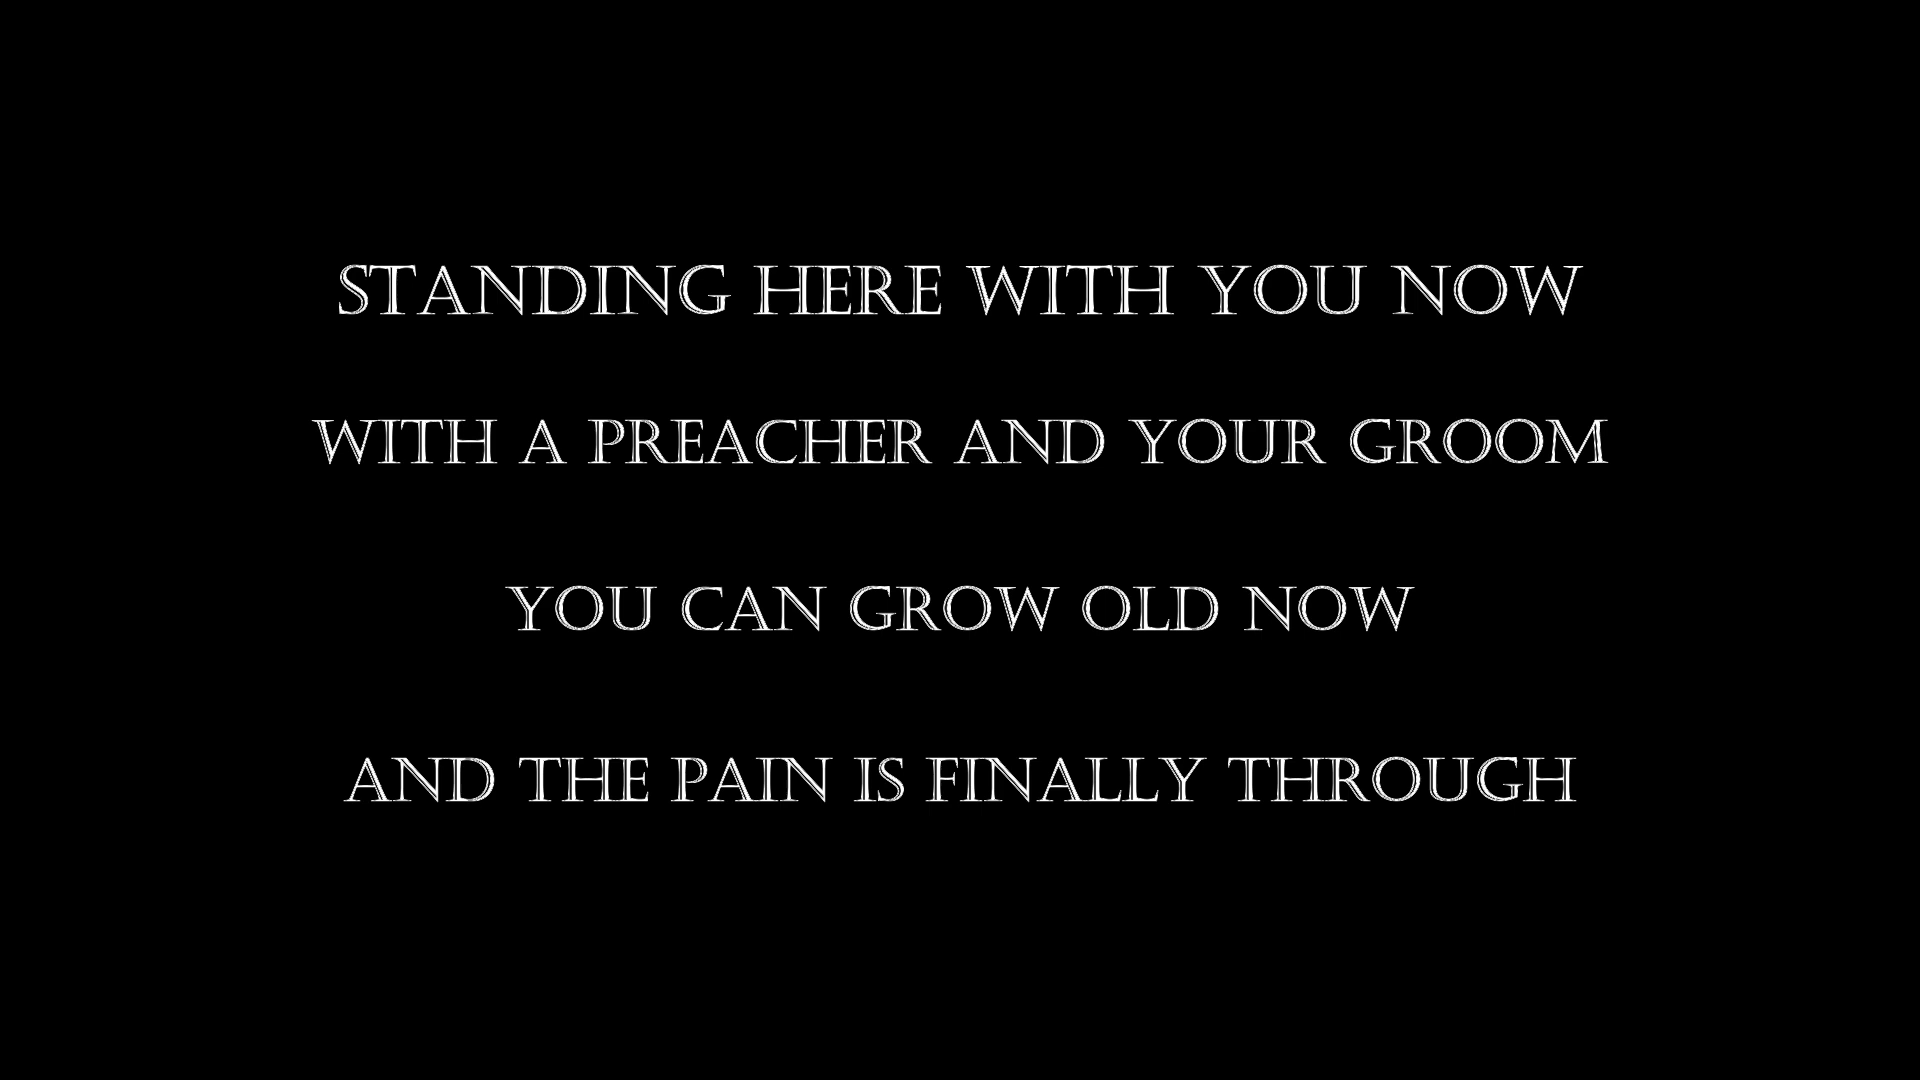 STANDING HERE WITH YOU NOW
WITH A PREACHER AND YOUR GROOM
YOU CAN GROW OLD NOW
AND THE PAIN IS FINALLY THROUGH